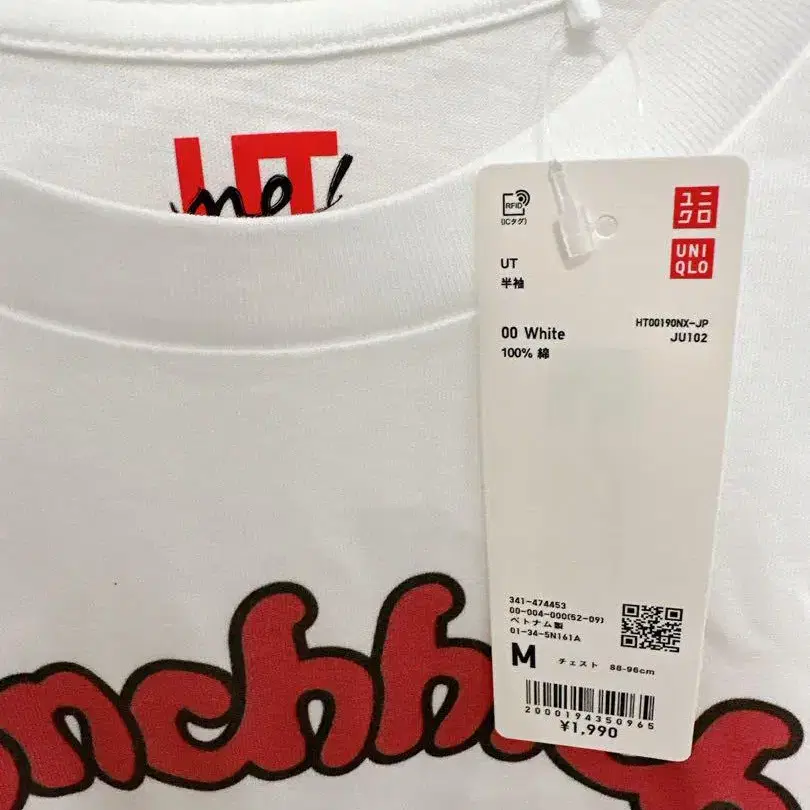 UT
RFID
(ICタグ)
ユニ
クロ
UNI
QLO
UT
半袖
00 White
100% 綿
HT00190NX-JP
JU102
341-474453
00-004-000(52-09)
ベトナム製
01-34-5N161A
M チェスト 88-96cm
2000194350965
¥1,990